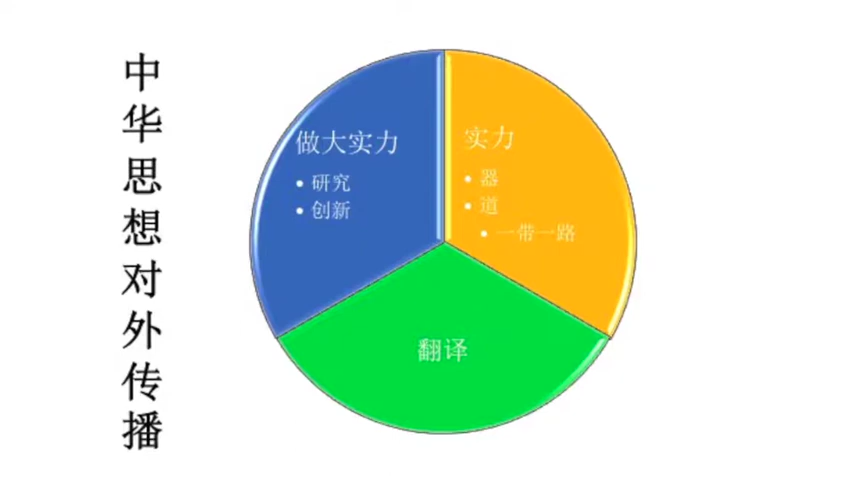 中华思想对外传播
做大实力
• 研究
• 创新
实力
• 器
• 道
• 一带一路
翻译